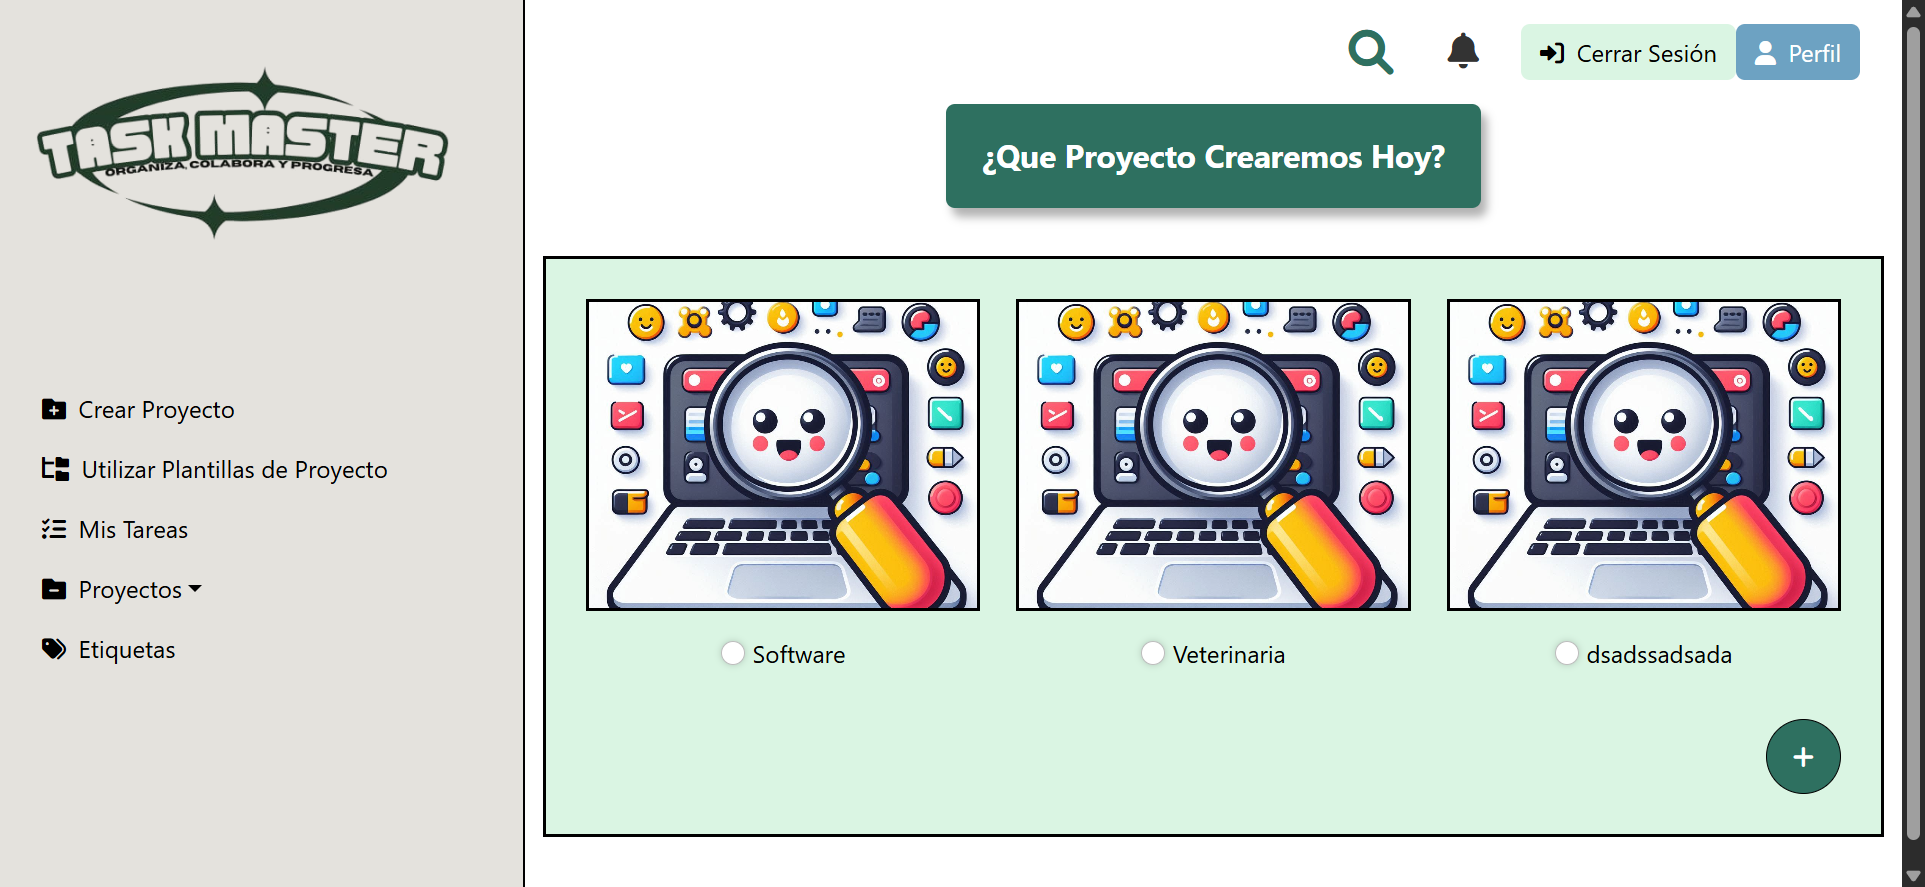 TASK MASTER
ORGANIZA, COLABORA Y PROGRESA
Crear Proyecto
Utilizar Plantillas de Proyecto
Mis Tareas
Proyectos
Etiquetas
Cerrar Sesión
Perfil
¿Que Proyecto Crearemos Hoy?
Software
Veterinaria
dsadssadsada